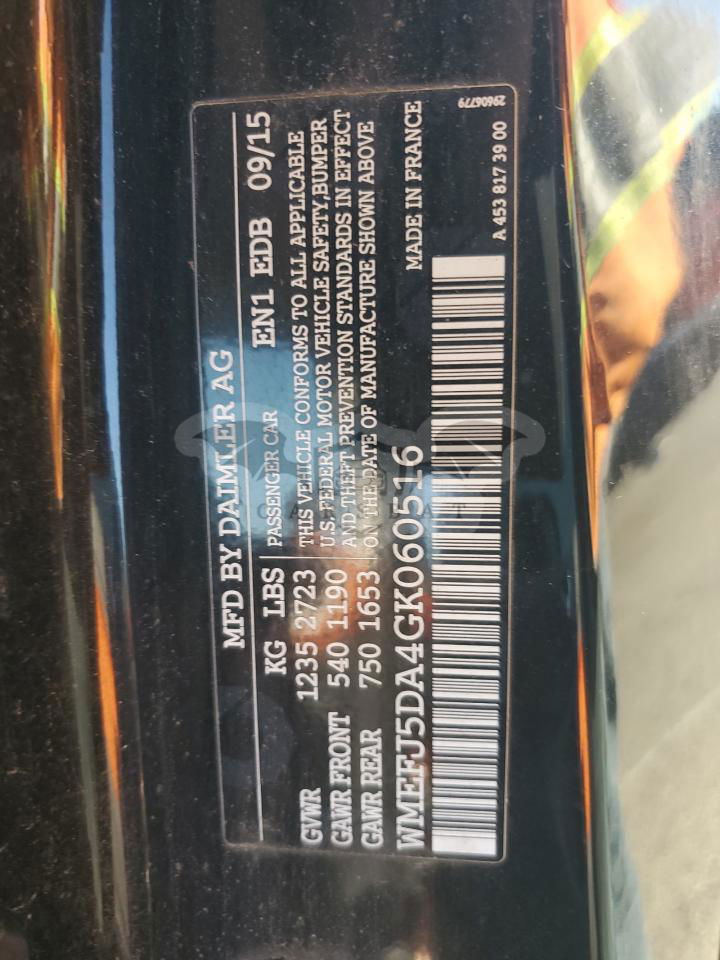 MFD BY DAIMLER AG EN1 EDB 09/15
KG LBS PASSENGER CAR
GVWR 1235 2723 THIS VEHICLE CONFORMS TO ALL APPLICABLE
GAWR FRONT 540 1190 U.S.FEDERAL MOTOR VEHICLE SAFETY,BUMPER
GAWR REAR 750 1653 AND THEFT PREVENTION STANDARDS IN EFFECT
ON THE DATE OF MANUFACTURE SHOWN ABOVE
WMEFJ5DA4GK060516 MADE IN FRANCE
A 453 817 39 00
29606779